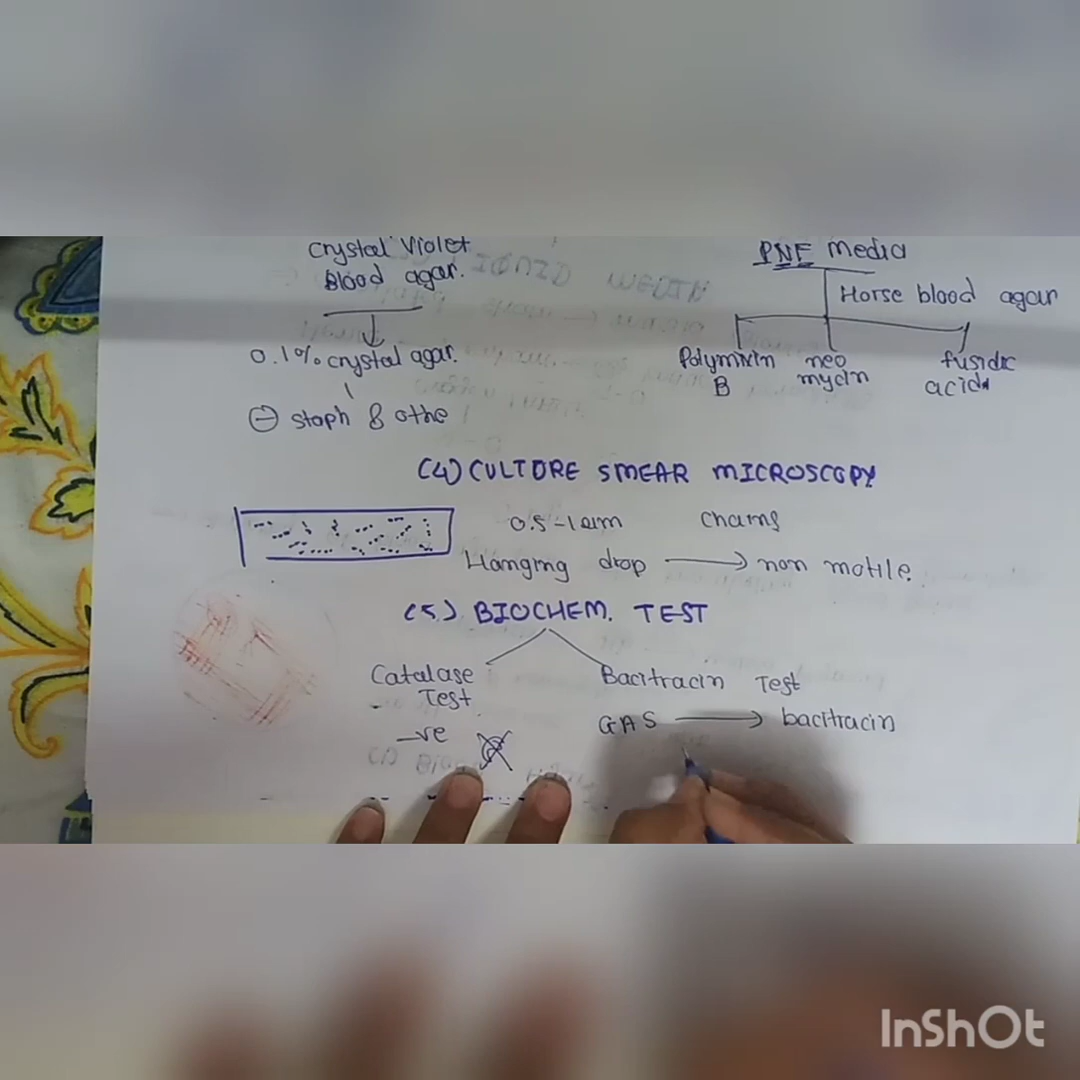 Crystal Violet
Blood agar.
0.1% crystal agar.
⊖ staph & othe
PNF Media
Horse blood agar
Polymixin B
neo mycin
fusidic acid
(4) CULTURE SMEAR MICROSCOPY
0.5-1 chains
Hanging drop → non motile.
(5.) BIOCHEM. TEST
Catalase Test
-ve
Bacitracin Test
GAS → bacitracin
InShOt